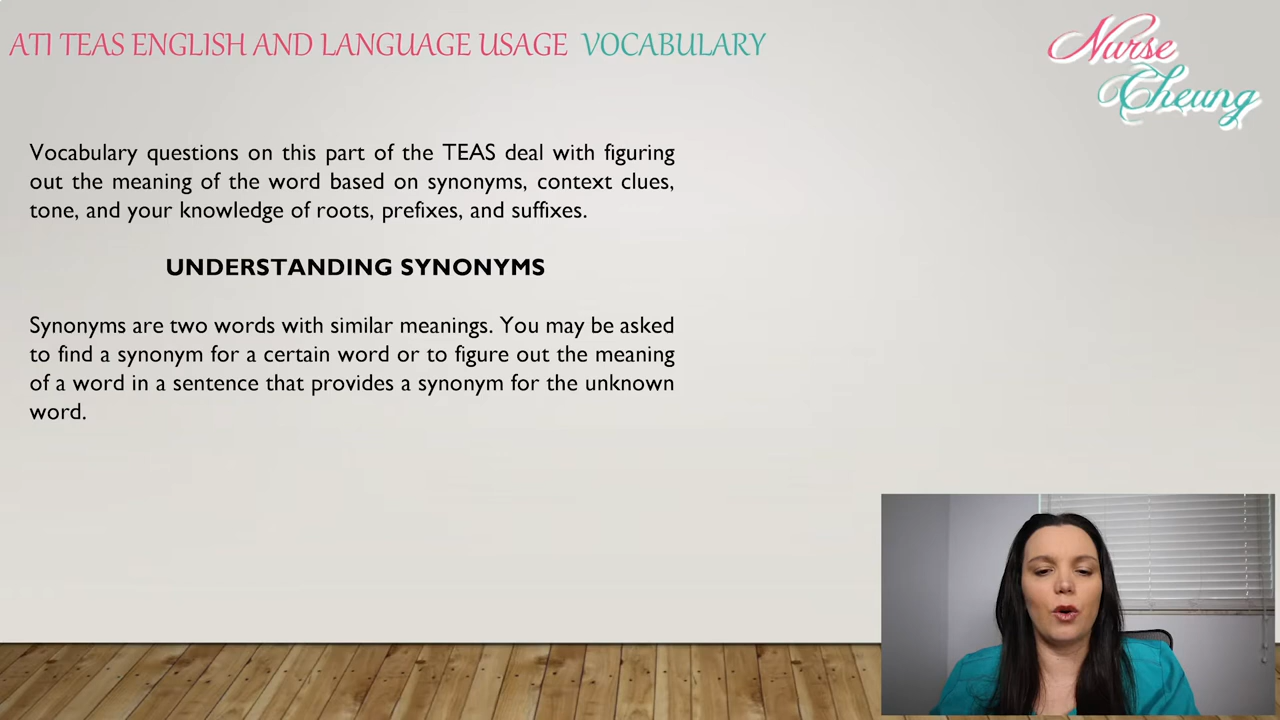 ATI TEAS ENGLISH AND LANGUAGE USAGE VOCABULARY
Nurse
Cheung
Vocabulary questions on this part of the TEAS deal with figuring
out the meaning of the word based on synonyms, context clues,
tone, and your knowledge of roots, prefixes, and suffixes.
UNDERSTANDING SYNONYMS
Synonyms are two words with similar meanings. You may be asked
to find a synonym for a certain word or to figure out the meaning
of a word in a sentence that provides a synonym for the unknown
word.